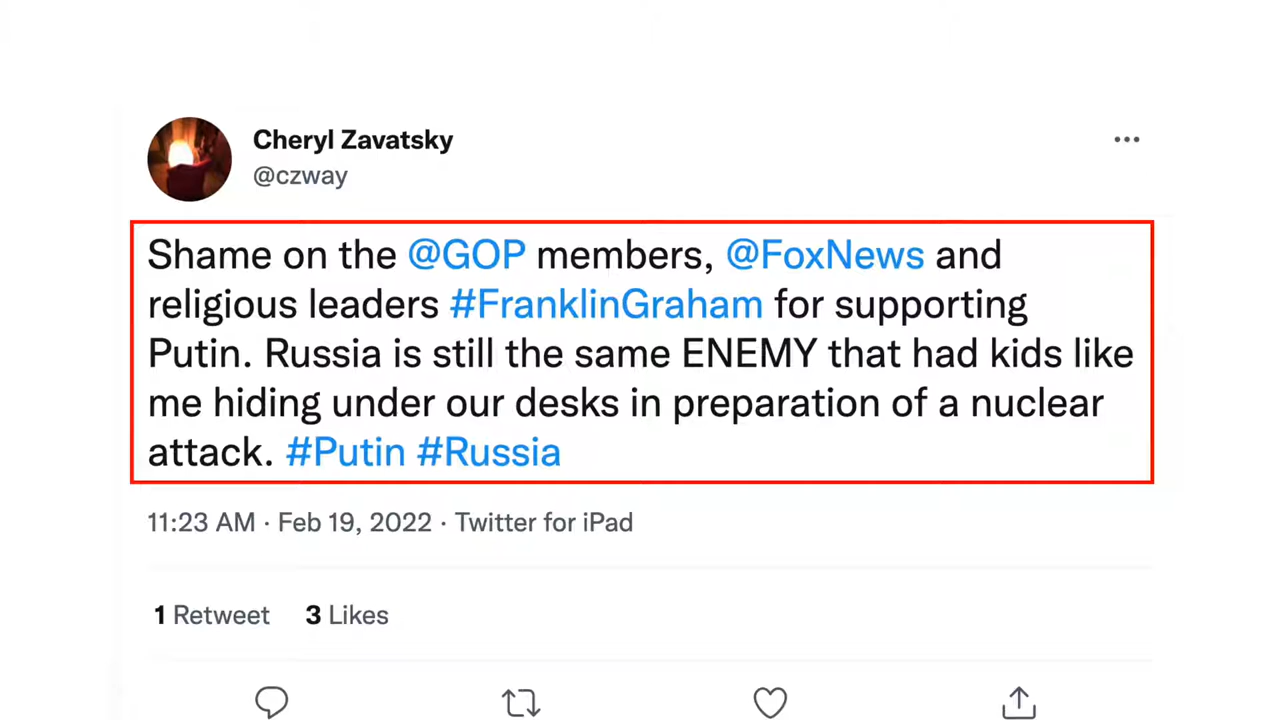 Cheryl Zavatsky
@czway
Shame on the @GOP members, @FoxNews and
religious leaders #FranklinGraham for supporting
Putin. Russia is still the same ENEMY that had kids like
me hiding under our desks in preparation of a nuclear
attack. #Putin #Russia
11:23 AM · Feb 19, 2022 · Twitter for iPad
1 Retweet 3 Likes